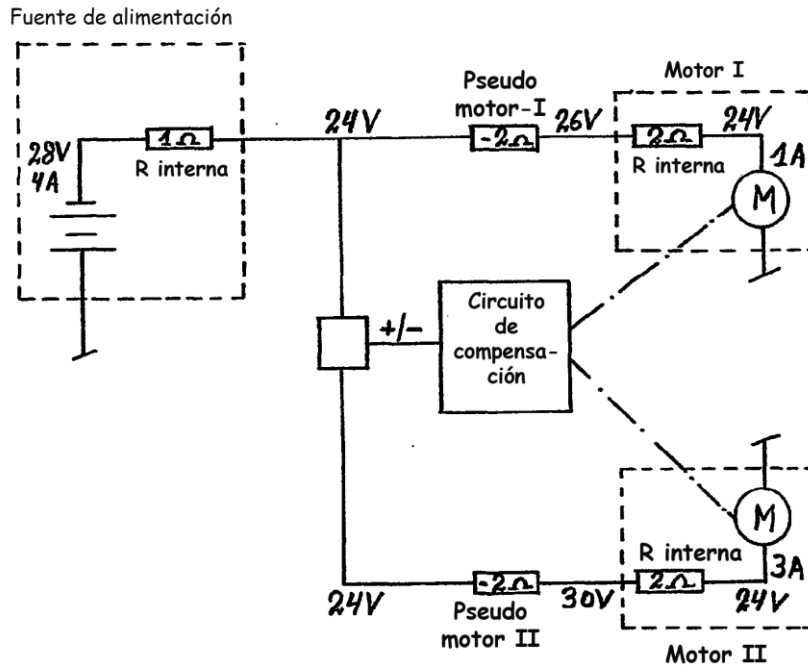 Fuente de alimentación
28V
4A
1Ω
R interna
24V
Pseudo
motor-I
-2Ω
26V
Motor I
2Ω
R interna
24V
1A
M
+/-
Circuito
de
compensa-
ción
24V
-2Ω
Pseudo
motor II
30V
R interna
2Ω
M
3A
24V
Motor II